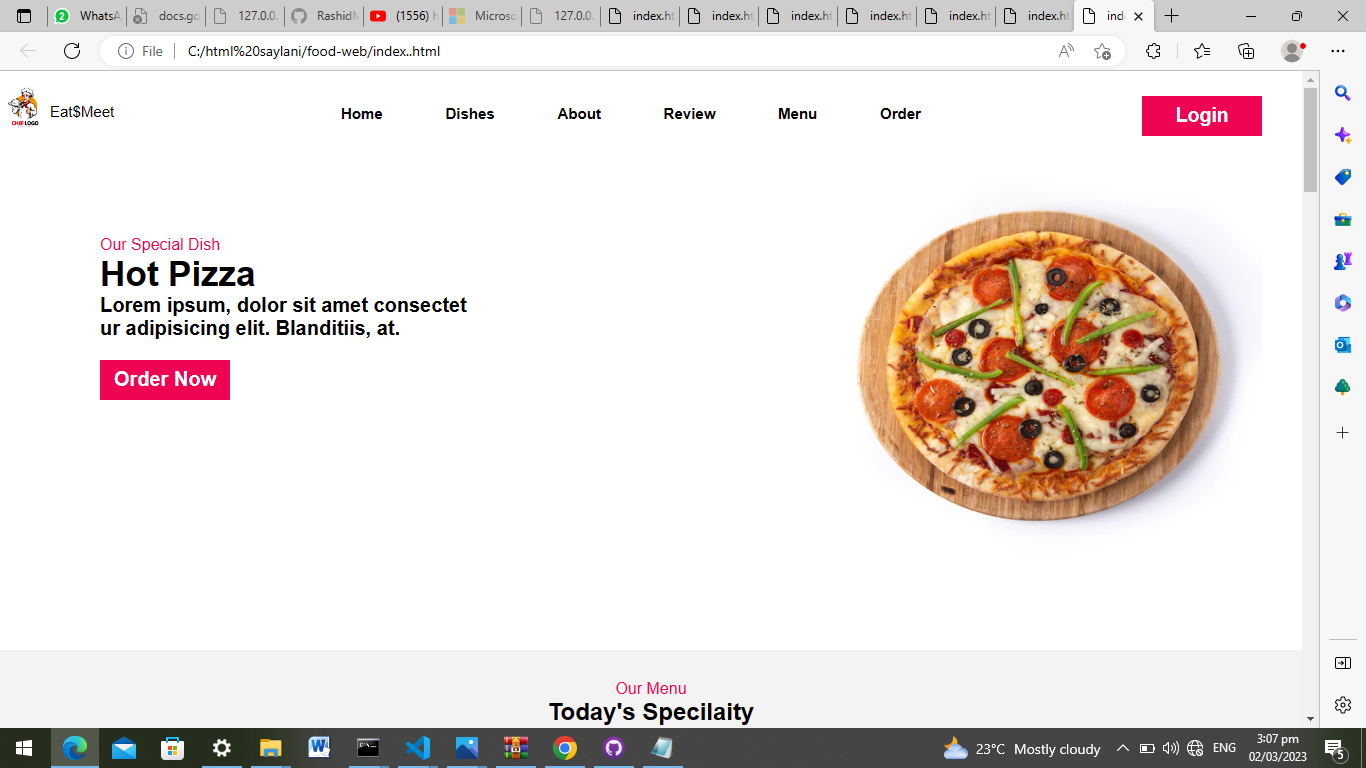 WhatsA
docs.go
127.0.0.
RashidM
(1556) h
Microso
127.0.0.
index.ht
index.ht
index.ht
index.ht
index.ht
index.ht
inde
File
C:/html%20saylani/food-web/index..html
CHEF LOGO
Eat$Meet
Home
Dishes
About
Review
Menu
Order
Login
Our Special Dish
Hot Pizza
Lorem ipsum, dolor sit amet consectet
ur adipisicing elit. Blanditiis, at.
Order Now
Our Menu
Today's Specilaity
23°C Mostly cloudy
ENG
3:07 pm
02/03/2023
5